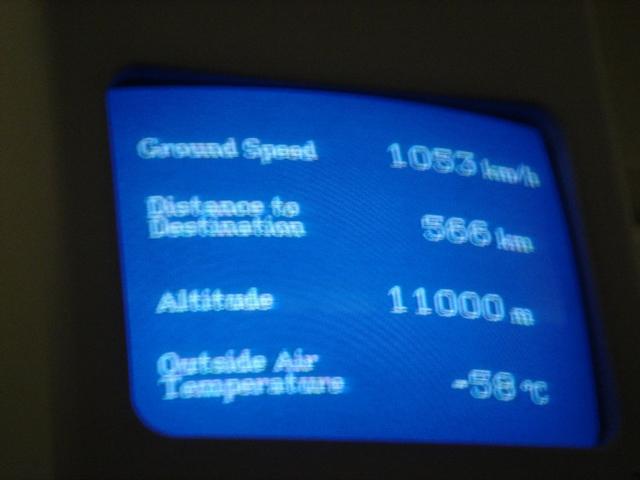 Ground Speed 1053 km/h
Distance to
Destination 566 km
Altitude 11000 m
Outside Air
Temperature -58 °C